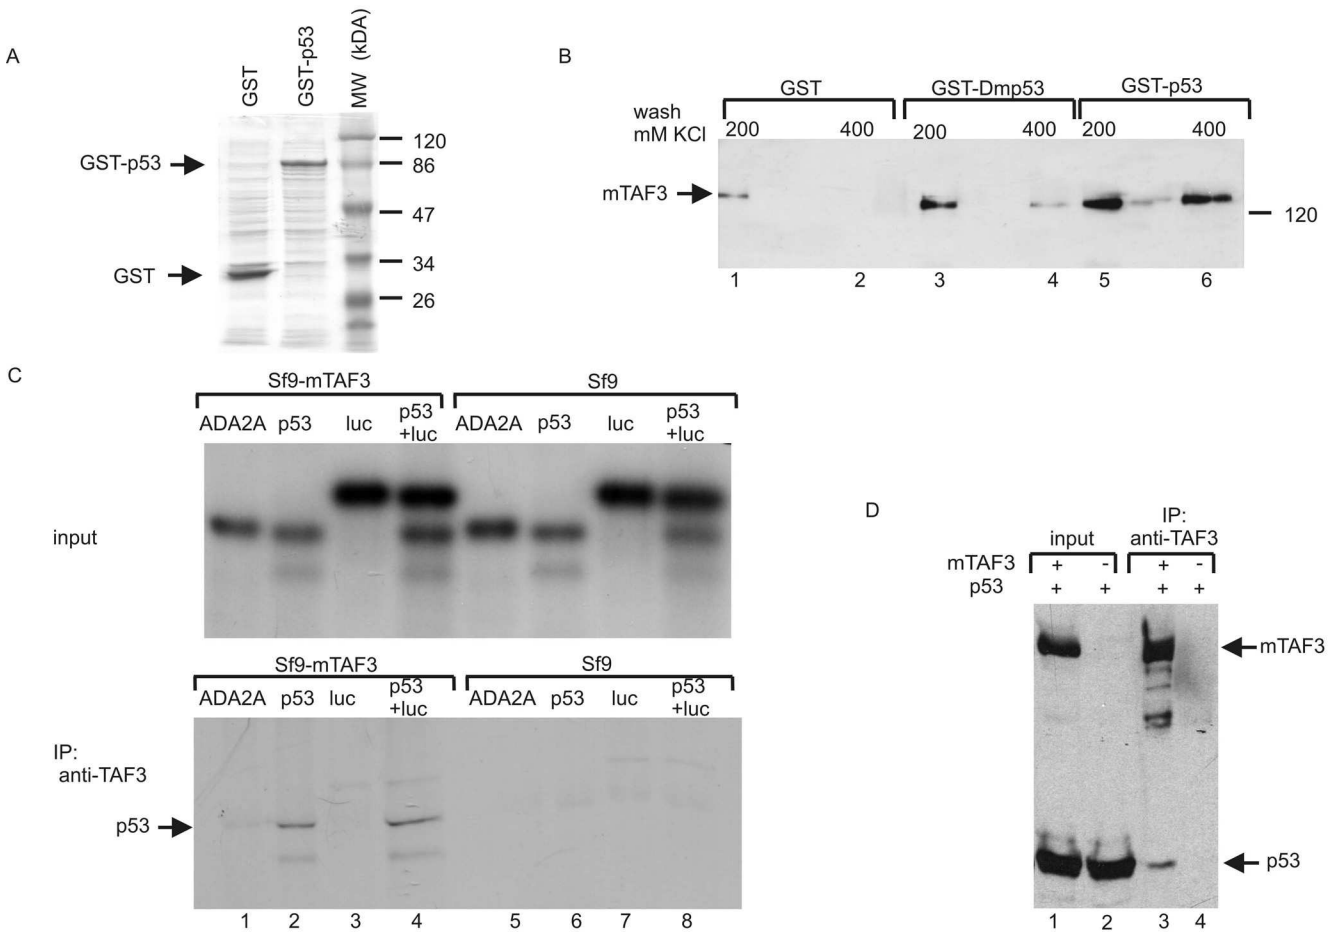 A
GST
GST-p53
MW (kDA)
GST-p53
GST
120
86
47
34
26
B
GST
GST-Dmp53
GST-p53
wash
mM KCl
200
400
200
400
200
400
mTAF3
120
1
2
3
4
5
6
C
Sf9-mTAF3
Sf9
ADA2A
p53
luc
p53
+luc
ADA2A
p53
luc
p53
+luc
input
Sf9-mTAF3
Sf9
ADA2A
p53
luc
p53
+luc
ADA2A
p53
luc
p53
+luc
IP:
anti-TAF3
p53
1
2
3
4
5
6
7
8
D
input
IP:
anti-TAF3
mTAF3
+
-
+
-
p53
+
+
+
+
mTAF3
p53
1
2
3
4